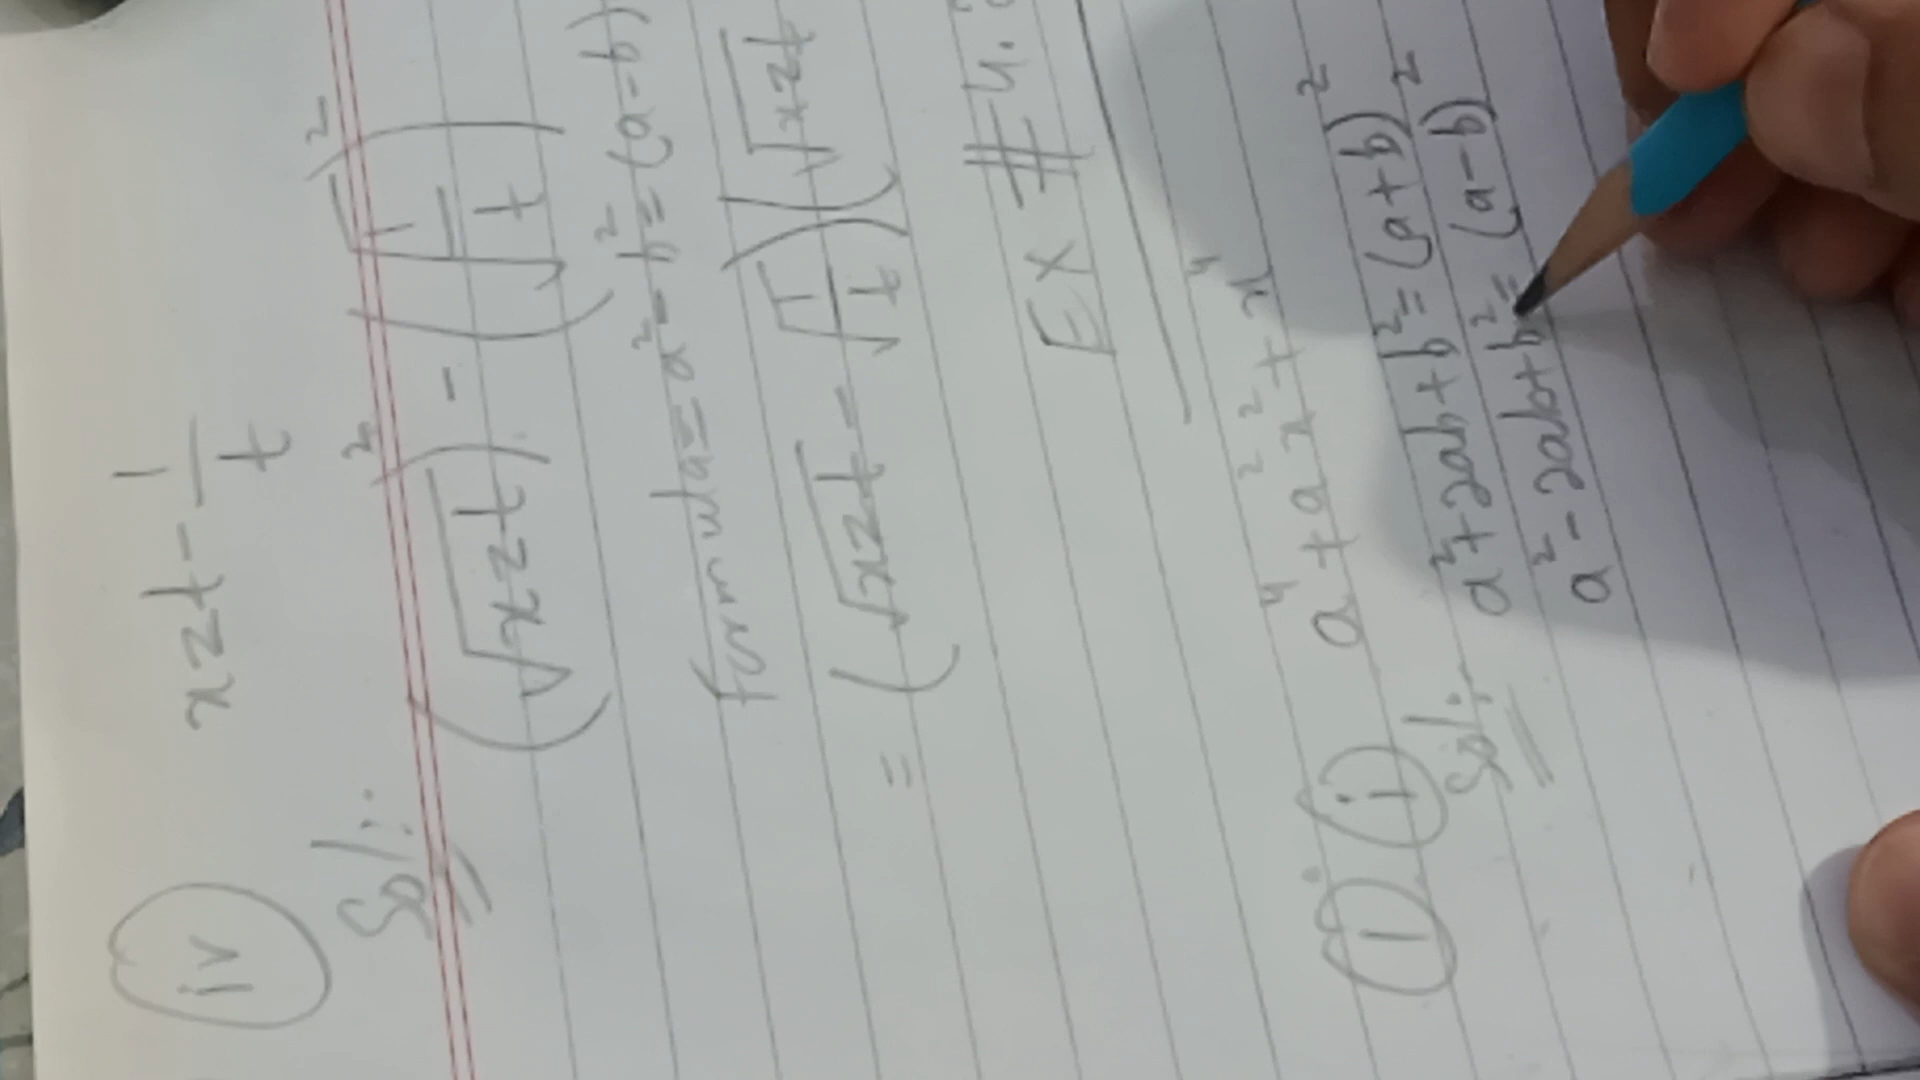 (iv) xzt - 1/t
Sol:
(√xzt)² - (√1/t)²
Formula = a² - b² = (a - b)
= (√xzt - √1/t)(√xzt
Ex # 4.
(1) (i) a⁴ + a²x² + x⁴
Sol: a² + 2ab + b² = (a + b)²
a² - 2ab + b² = (a - b)²